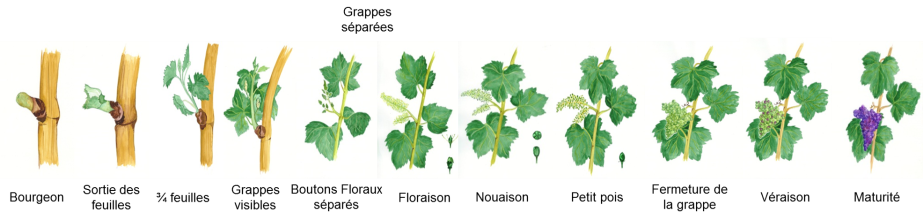 Grappes
séparées
Bourgeon
Sortie des
feuilles
¾ feuilles
Grappes
visibles
Boutons Floraux
séparés
Floraison
Nouaison
Petit pois
Fermeture de
la grappe
Véraison
Maturité